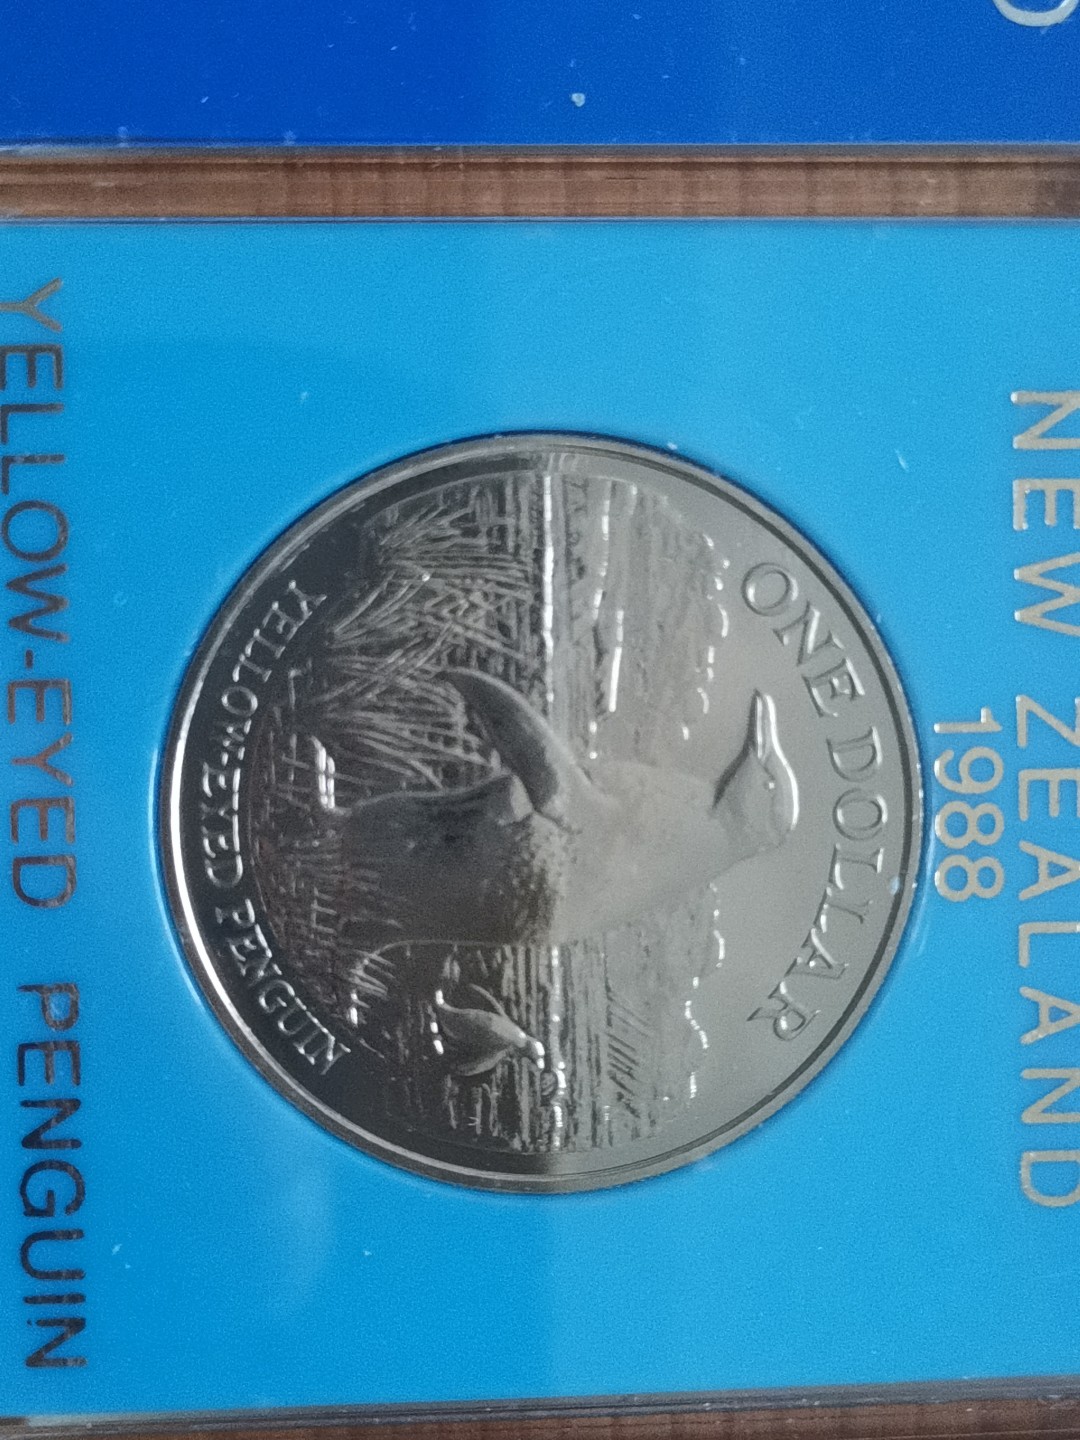 NEW ZEALAND
1988
ONE DOLLAR
YELLOW-EYED PENGUIN
YELLOW-EYED PENGUIN